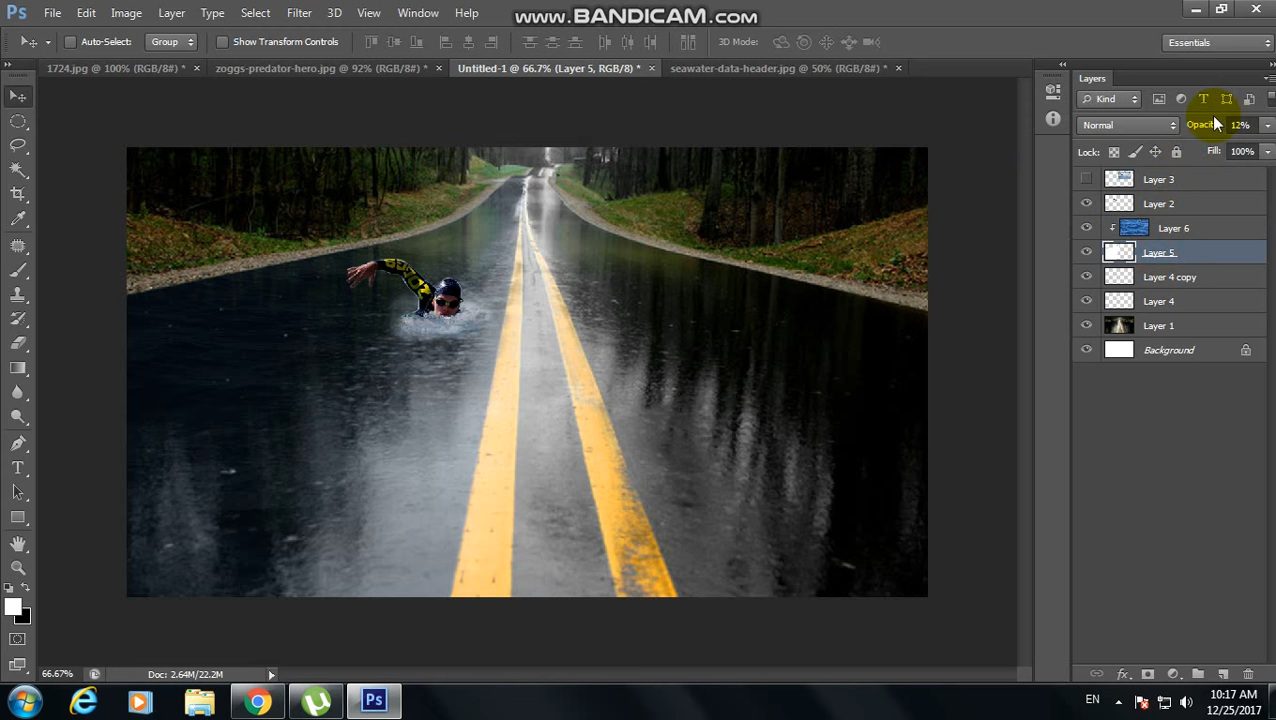 Ps File Edit Image Layer Type Select Filter 3D View Window Help
www.BANDICAM.com
Auto-Select: Group Show Transform Controls 3D Mode: Essentials
1724.jpg @ 100% (RGB/8#) * × zoggs-predator-hero.jpg @ 92% (RGB/8#) * × Untitled-1 @ 66.7% (Layer 5, RGB/8) * × seawater-data-header.jpg @ 50% (RGB/8#) * ×
Layers
Kind
Normal 12%
Lock: Fill: 100%
Layer 3
Layer 2
Layer 6
Layer 5
Layer 4 copy
Layer 4
Layer 1
Background
66.67% Doc: 2.64M/22.2M
Ps EN 10:17 AM
12/25/2017